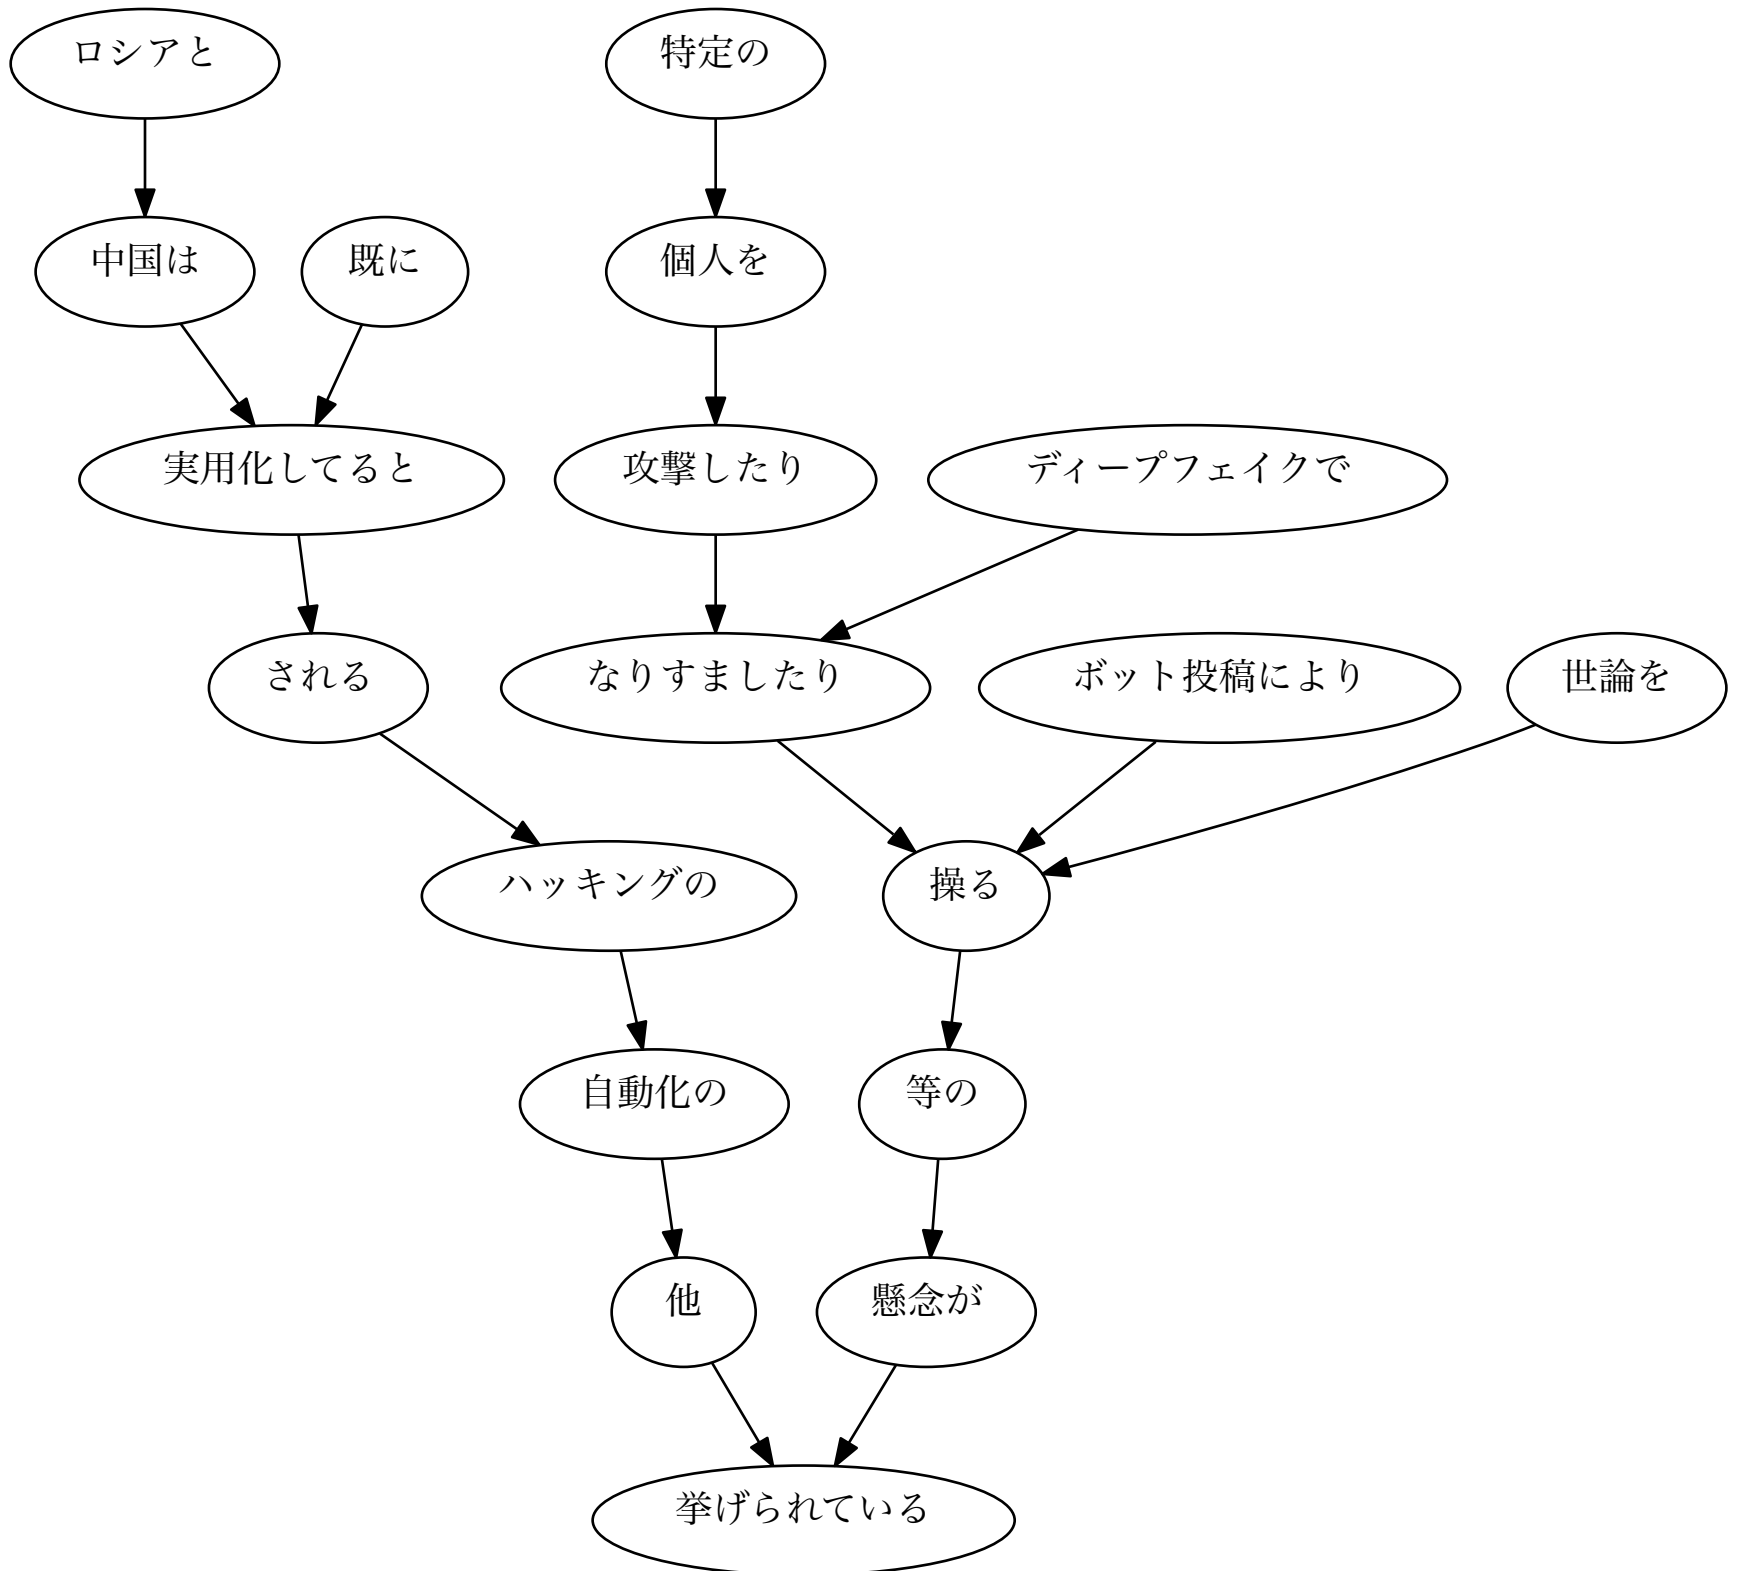 ロシアと
特定の
中国は
既に
個人を
実用化してると
攻撃したり
ディープフェイクで
される
なりすましたり
ボット投稿により
世論を
ハッキングの
操る
自動化の
等の
他
懸念が
挙げられている